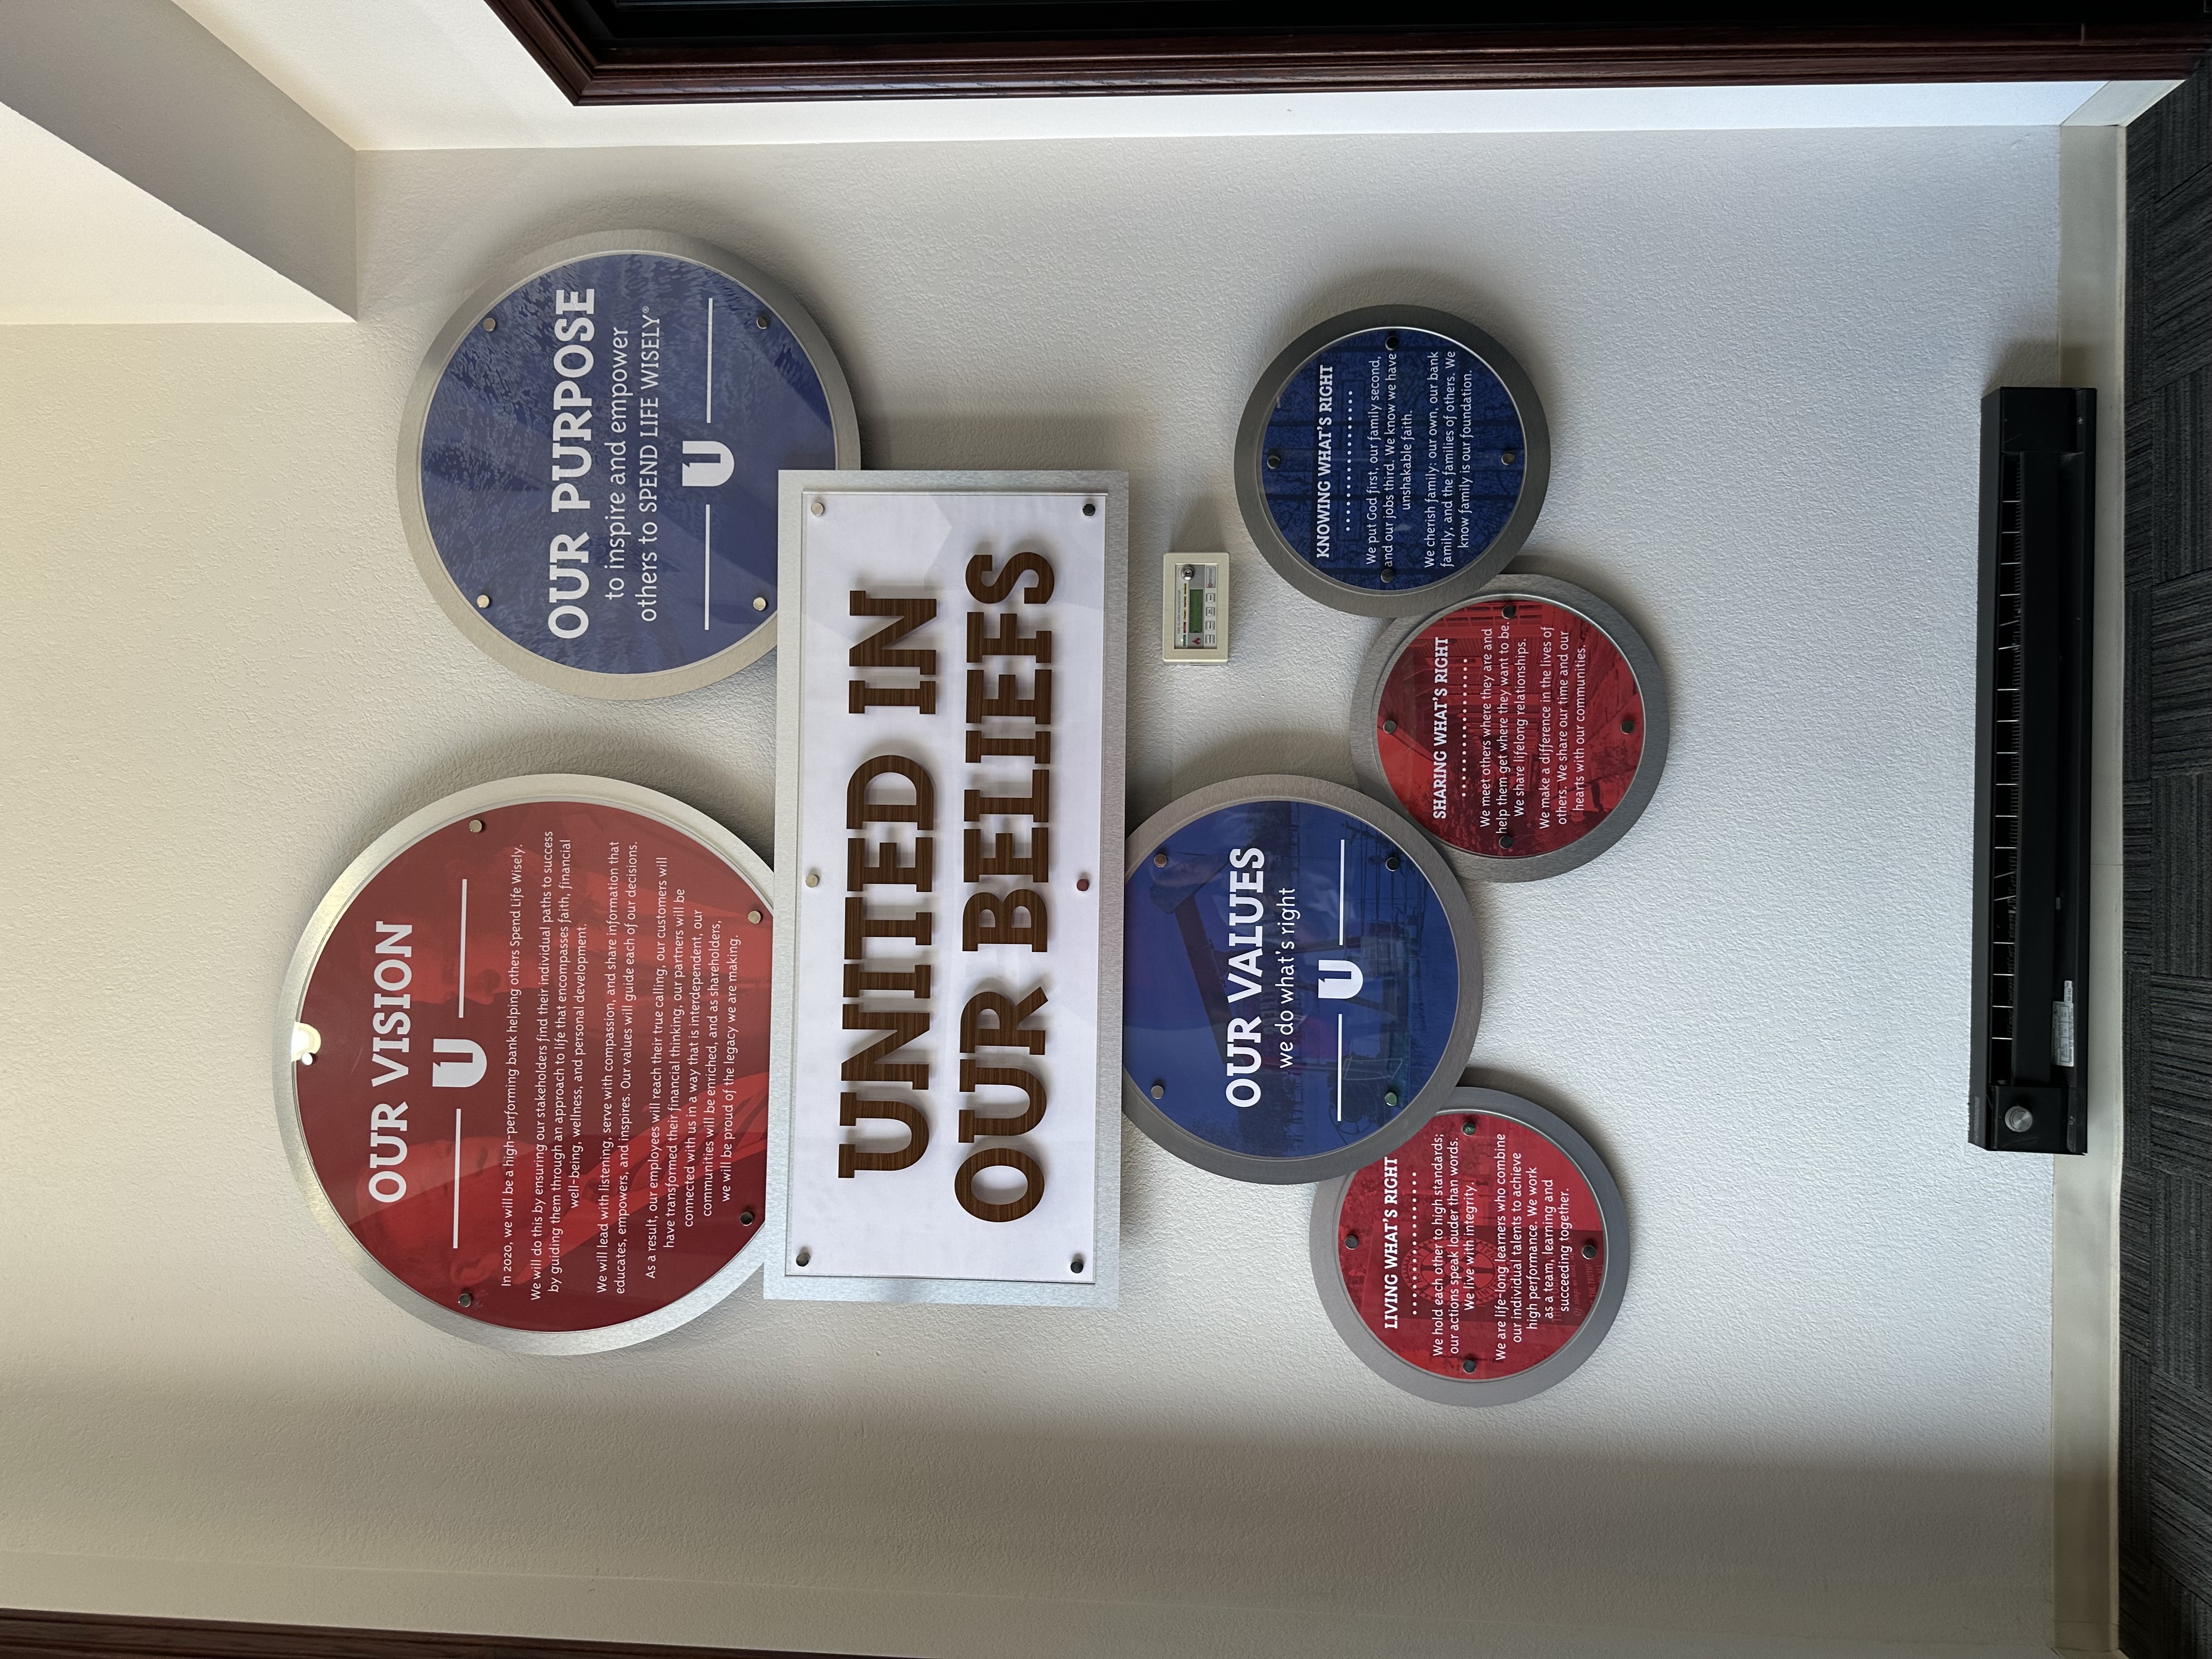 OUR VISION
U
In 2020, we will be a high-performing bank helping others Spend Life Wisely.
We will do this by ensuring our stakeholders find their individual paths to success
by guiding them through an approach to life that encompasses faith, financial
well-being, wellness, and personal development.
We will lead with listening, serve with compassion, and share information that
educates, empowers, and inspires. Our values will guide each of our decisions.
As a result, our employees will reach their true calling, our customers will
have transformed their financial thinking, our partners will be
connected with us in a way that is interdependent, our
communities will be enriched, and as shareholders,
we will be proud of the legacy we are making.
OUR PURPOSE
to inspire and empower
others to SPEND LIFE WISELY®
U
UNITED IN
OUR BELIEFS
OUR VALUES
we do what's right
U
LIVING WHAT'S RIGHT
We hold each other to high standards;
our actions speak louder than words.
We live with integrity.
We are life-long learners who combine
our individual talents to achieve
high performance. We work
as a team, learning and
succeeding together.
SHARING WHAT'S RIGHT
We meet others where they are and
help them get where they want to be.
We share lifelong relationships.
We make a difference in the lives of
others. We share our time and our
hearts with our communities.
KNOWING WHAT'S RIGHT
We put God first, our family second,
and our jobs third. We know we have
unshakable faith.
We cherish family: our own, our bank
family, and the families of others. We
know family is our foundation.